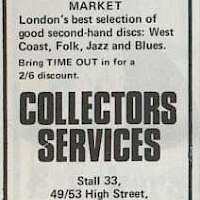 MARKET
London's best selection of
good second-hand discs: West
Coast, Folk, Jazz and Blues.
Bring TIME OUT in for a
2/6 discount.
COLLECTORS
SERVICES
Stall 33,
49/53 High Street,